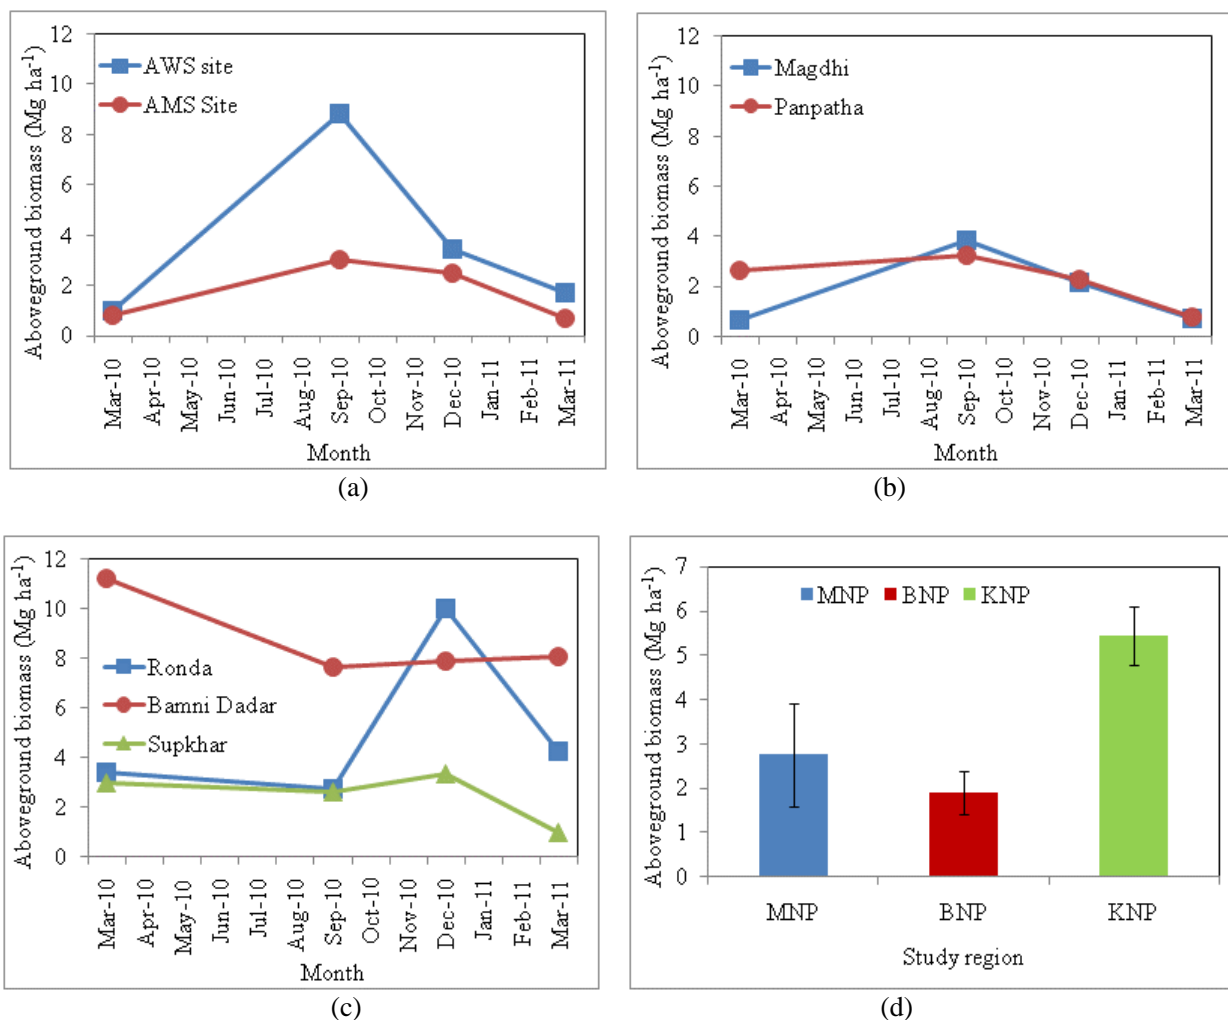 Aboveground biomass (Mg ha⁻¹)
12
10
8
6
4
2
0
AWS site
AMS Site
Mar-10
Apr-10
May-10
Jun-10
Jul-10
Aug-10
Sep-10
Oct-10
Nov-10
Dec-10
Jan-11
Feb-11
Mar-11
Month
(a)
Aboveground biomass (Mg ha⁻¹)
12
10
8
6
4
2
0
Magdhi
Panpatha
Mar-10
Apr-10
May-10
Jun-10
Jul-10
Aug-10
Sep-10
Oct-10
Nov-10
Dec-10
Jan-11
Feb-11
Mar-11
Month
(b)
Aboveground biomass (Mg ha⁻¹)
12
10
8
6
4
2
0
Ronda
Bamni Dadar
Supkhar
Mar-10
Apr-10
May-10
Jun-10
Jul-10
Aug-10
Sep-10
Oct-10
Nov-10
Dec-10
Jan-11
Feb-11
Mar-11
Month
(c)
Aboveground biomass (Mg ha⁻¹)
7
6
5
4
3
2
1
0
MNP BNP KNP
MNP BNP KNP
Study region
(d)